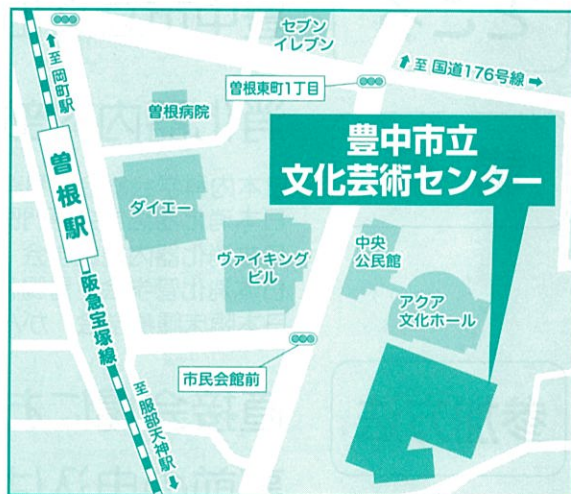 セブン
イレブン
至 国道176号線
至 岡町駅
曽根東町1丁目
曽根病院
豊中市立
文化芸術センター
曽根駅
ダイエー
ヴァイキング
ビル
中央
公民館
アクア
文化ホール
阪急宝塚線
市民会館前
至 服部天神駅